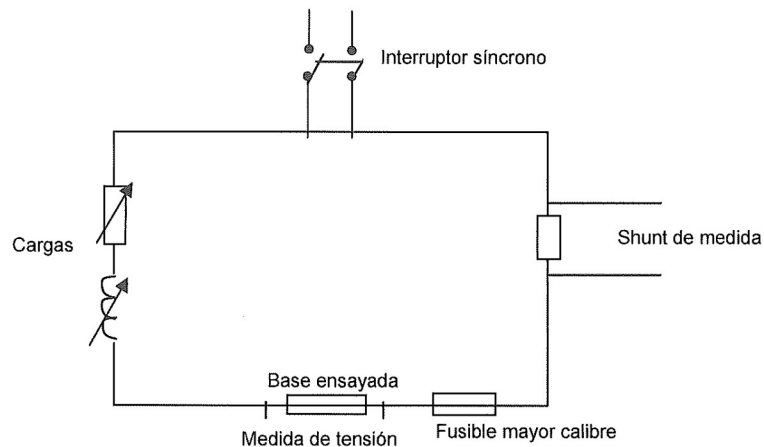 Interruptor síncrono
Cargas
Shunt de medida
Base ensayada
Medida de tensión
Fusible mayor calibre